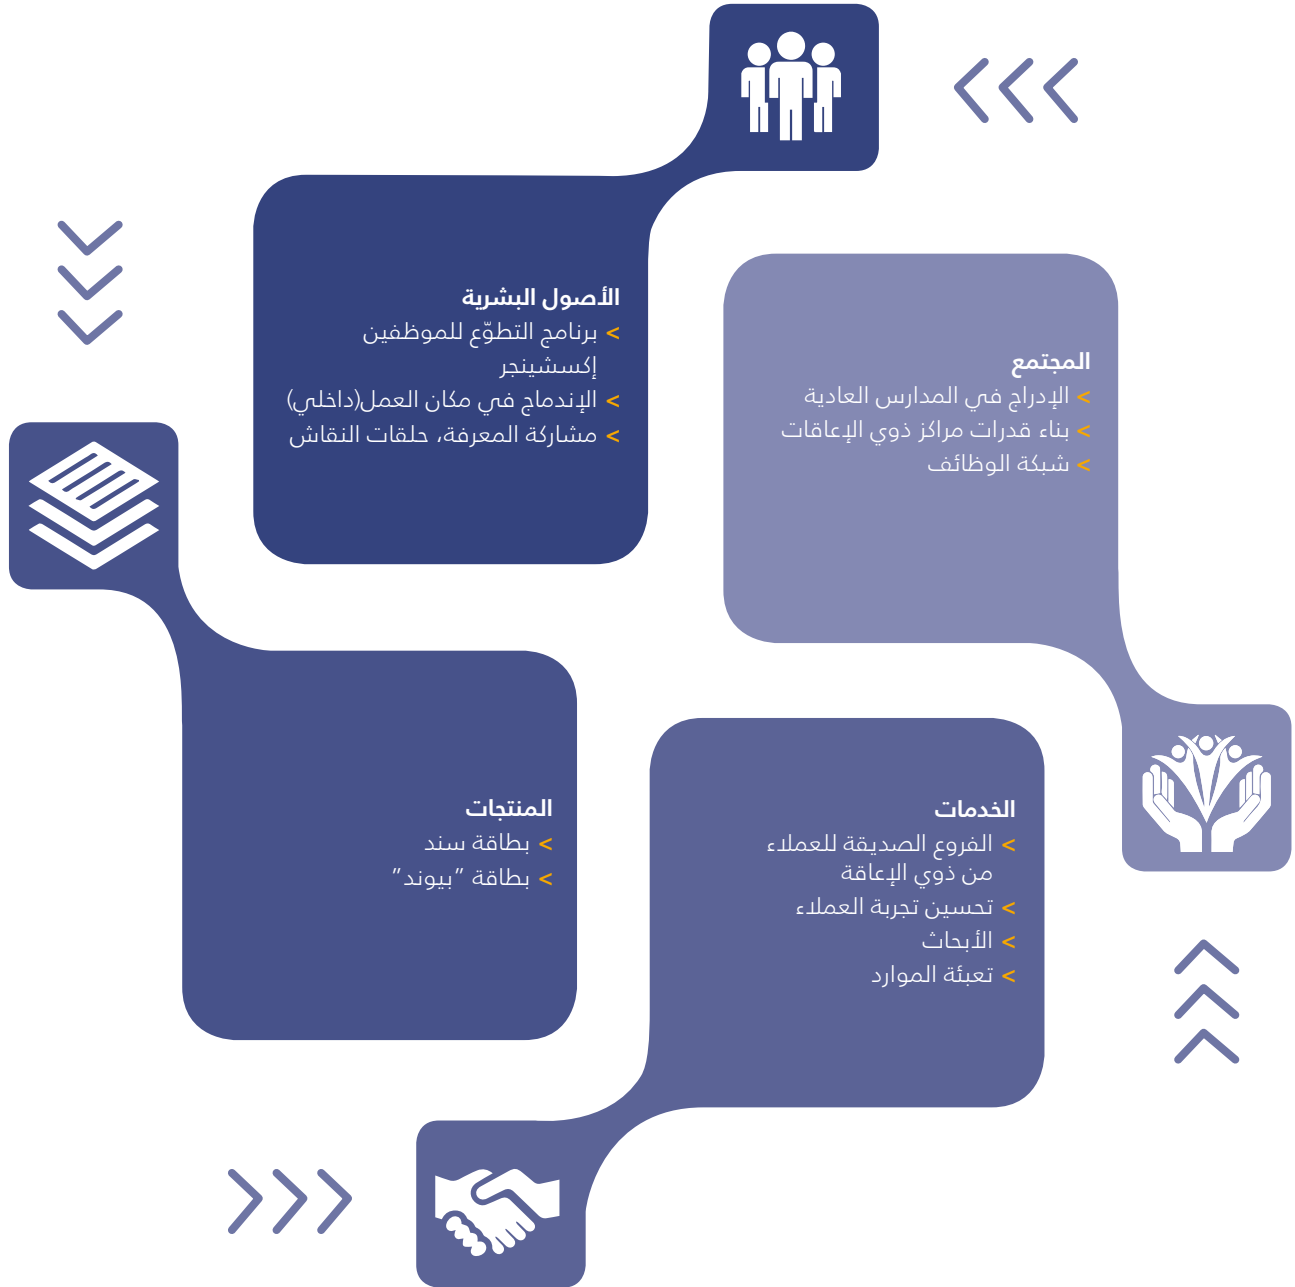 الأصول البشرية
> برنامج التطوّع للموظفين
إكسشينجر
> الإندماج في مكان العمل(داخلي)
> مشاركة المعرفة، حلقات النقاش
المجتمع
> الإدراج في المدارس العادية
> بناء قدرات مراكز ذوي الإعاقات
> شبكة الوظائف
المنتجات
> بطاقة سند
> بطاقة ”بيوند“
الخدمات
> الفروع الصديقة للعملاء
من ذوي الإعاقة
> تحسين تجربة العملاء
> الأبحاث
> تعبئة الموارد